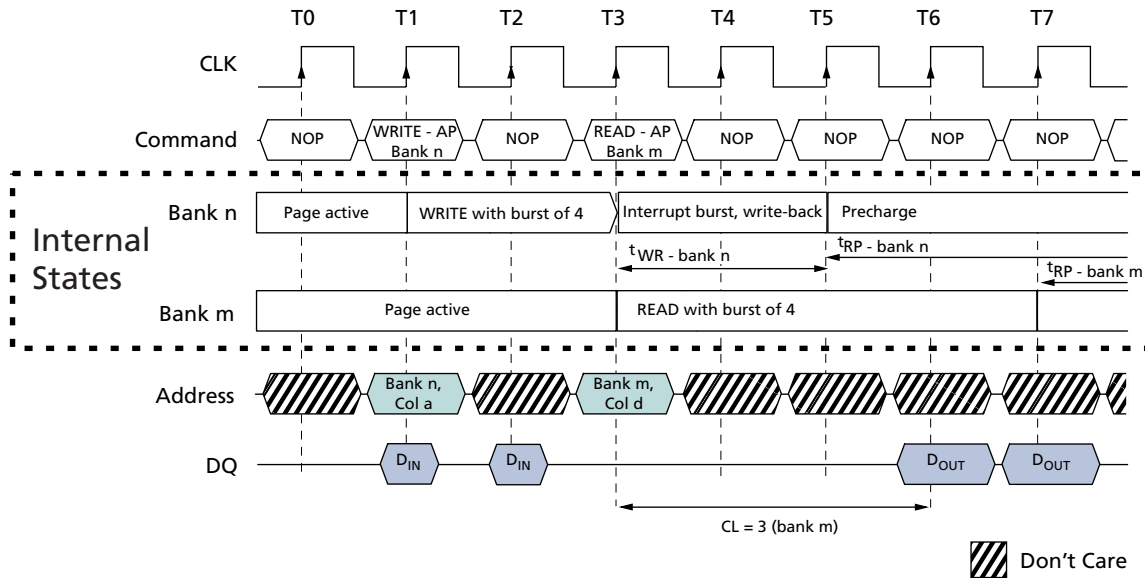 T0 T1 T2 T3 T4 T5 T6 T7
CLK
Command NOP WRITE - AP Bank n NOP READ - AP Bank m NOP NOP NOP NOP
Internal States
Bank n Page active WRITE with burst of 4 Interrupt burst, write-back Precharge
tWR - bank n tRP - bank n
tRP - bank m
Bank m Page active READ with burst of 4
Address Bank n, Col a Bank m, Col d
DQ DIN DIN DOUT DOUT
CL = 3 (bank m)
Don't Care